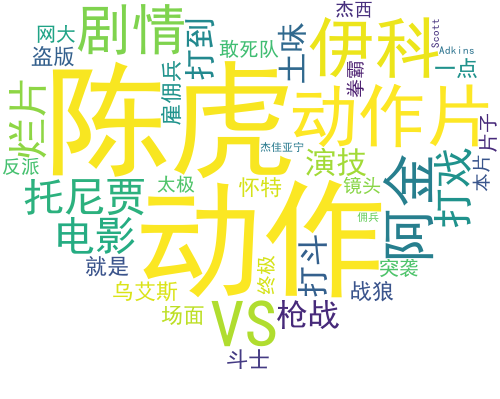 网大
剧情
打到
敢死队
土味
杰西
伊科
Scott
Adkins
盗版
雇佣兵
拳霸
一点
烂片
陈虎
动作片
片子
反派
杰佳亚宁
演技
本片
托尼贾
太极
怀特
镜头
阿金
打戏
动作
电影
佣兵
就是
打斗
终极
突袭
乌艾斯
战狼
场面
VS
枪战
斗士